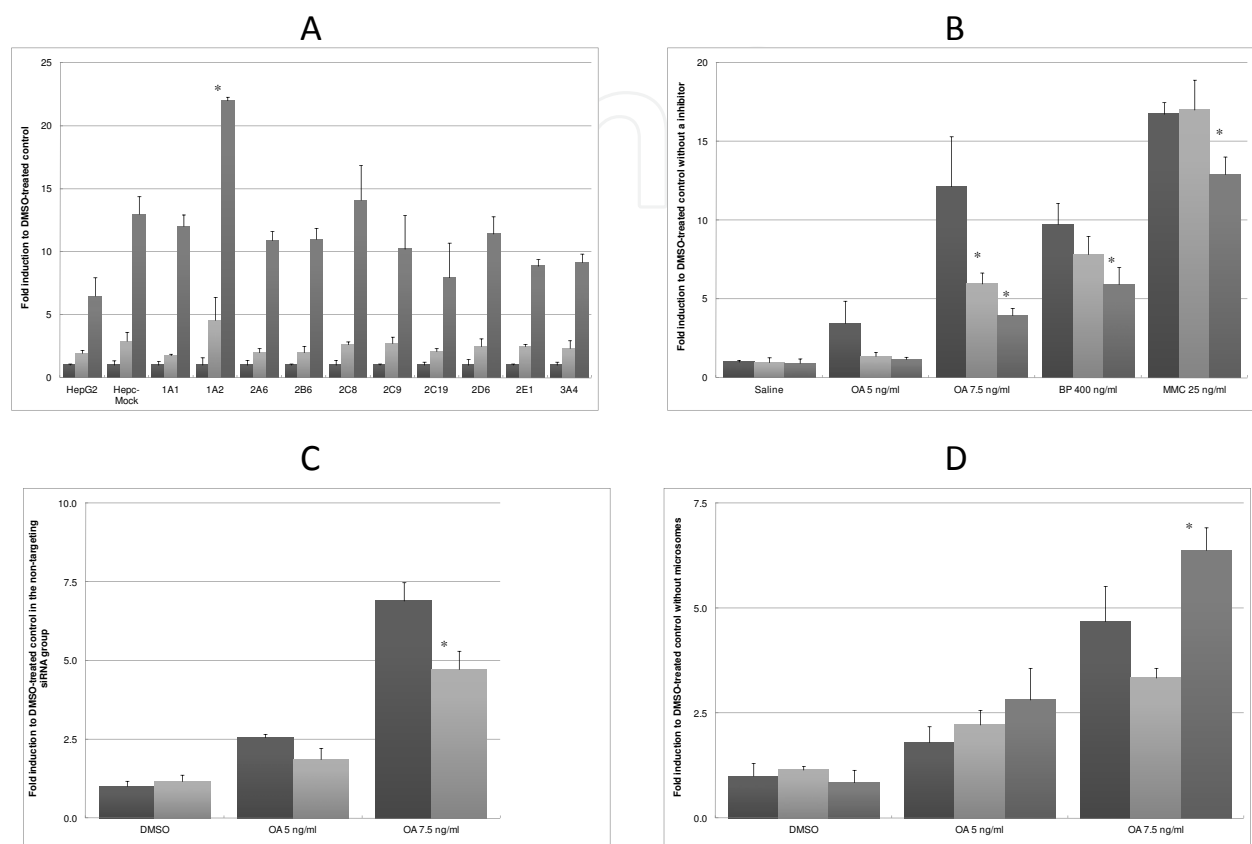 A
Fold induction to DMSO-treated control
25
20
15
10
5
0
*
HepG2
Hepc-
Mock
1A1
1A2
2A6
2B6
2C8
2C9
2C19
2D6
2E1
3A4
B
Fold induction to DMSO-treated control without a inhibitor
20
15
10
5
0
*
*
*
*
Saline
OA 5 ng/ml
OA 7.5 ng/ml
BP 400 ng/ml
MMC 25 ng/ml
C
Fold induction to DMSO-treated control in the non-targeting
siRNA group
10.0
7.5
5.0
2.5
0.0
*
DMSO
OA 5 ng/ml
OA 7.5 ng/ml
D
Fold induction to DMSO-treated control without microsomes
7.5
5.0
2.5
0.0
*
DMSO
OA 5 ng/ml
OA 7.5 ng/ml